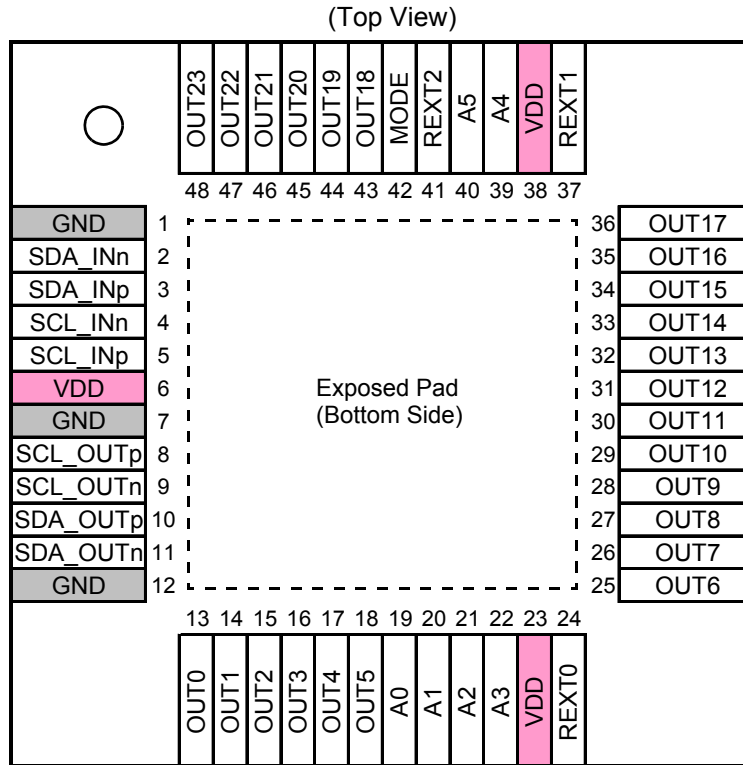 (Top View)
OUT23 OUT22 OUT21 OUT20 OUT19 OUT18 MODE REXT2 A5 A4 VDD REXT1
48 47 46 45 44 43 42 41 40 39 38 37
GND 1
SDA_INn 2
SDA_INp 3
SCL_INn 4
SCL_INp 5
VDD 6
GND 7
SCL_OUTp 8
SCL_OUTn 9
SDA_OUTp 10
SDA_OUTn 11
GND 12
Exposed Pad
(Bottom Side)
36 OUT17
35 OUT16
34 OUT15
33 OUT14
32 OUT13
31 OUT12
30 OUT11
29 OUT10
28 OUT9
27 OUT8
26 OUT7
25 OUT6
13 14 15 16 17 18 19 20 21 22 23 24
OUT0 OUT1 OUT2 OUT3 OUT4 OUT5 A0 A1 A2 A3 VDD REXT0